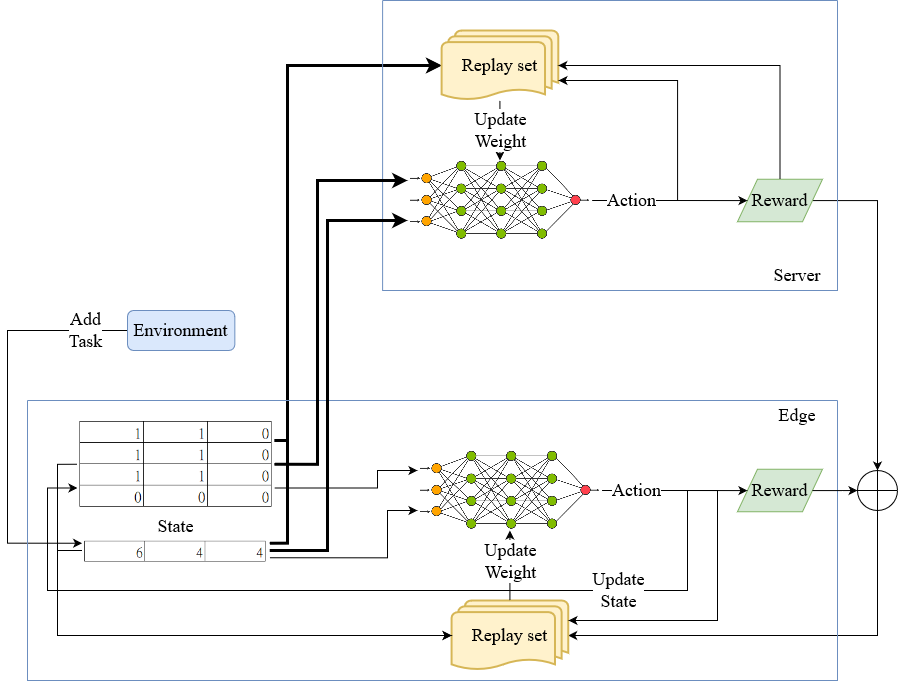 Replay set
Update
Weight
Action
Reward
Server
Add
Task
Environment
Edge
1 1 0
1 1 0
1 1 0
0 0 0
State
6 4 4
Action
Reward
Update
Weight
Update
State
Replay set